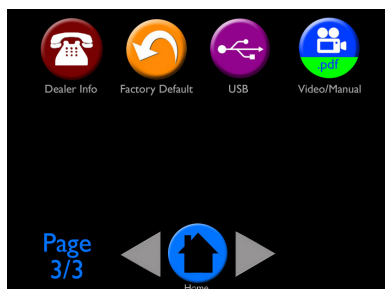 .pdf
Dealer Info Factory Default USB Video/Manual
Page
3/3
Home